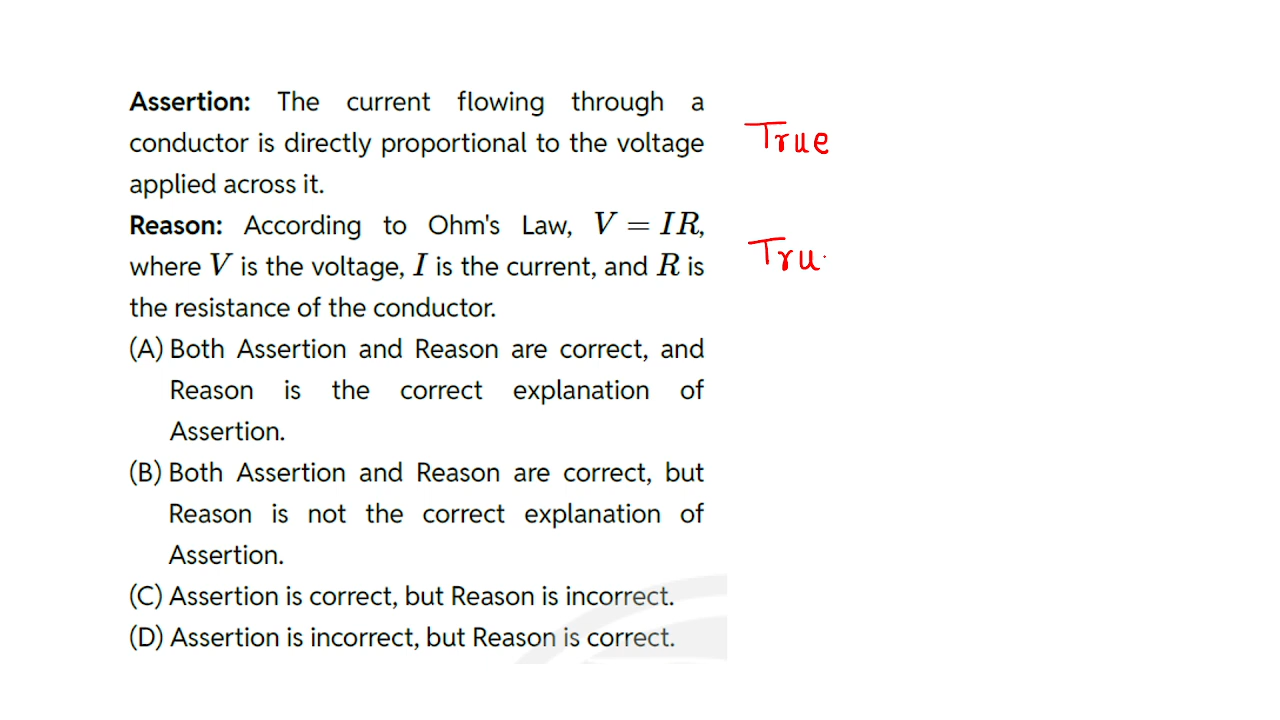 Assertion: The current flowing through a
conductor is directly proportional to the voltage
applied across it.
True
Reason: According to Ohm's Law, V = IR,
where V is the voltage, I is the current, and R is
the resistance of the conductor.
Tru
(A) Both Assertion and Reason are correct, and
Reason is the correct explanation of
Assertion.
(B) Both Assertion and Reason are correct, but
Reason is not the correct explanation of
Assertion.
(C) Assertion is correct, but Reason is incorrect.
(D) Assertion is incorrect, but Reason is correct.